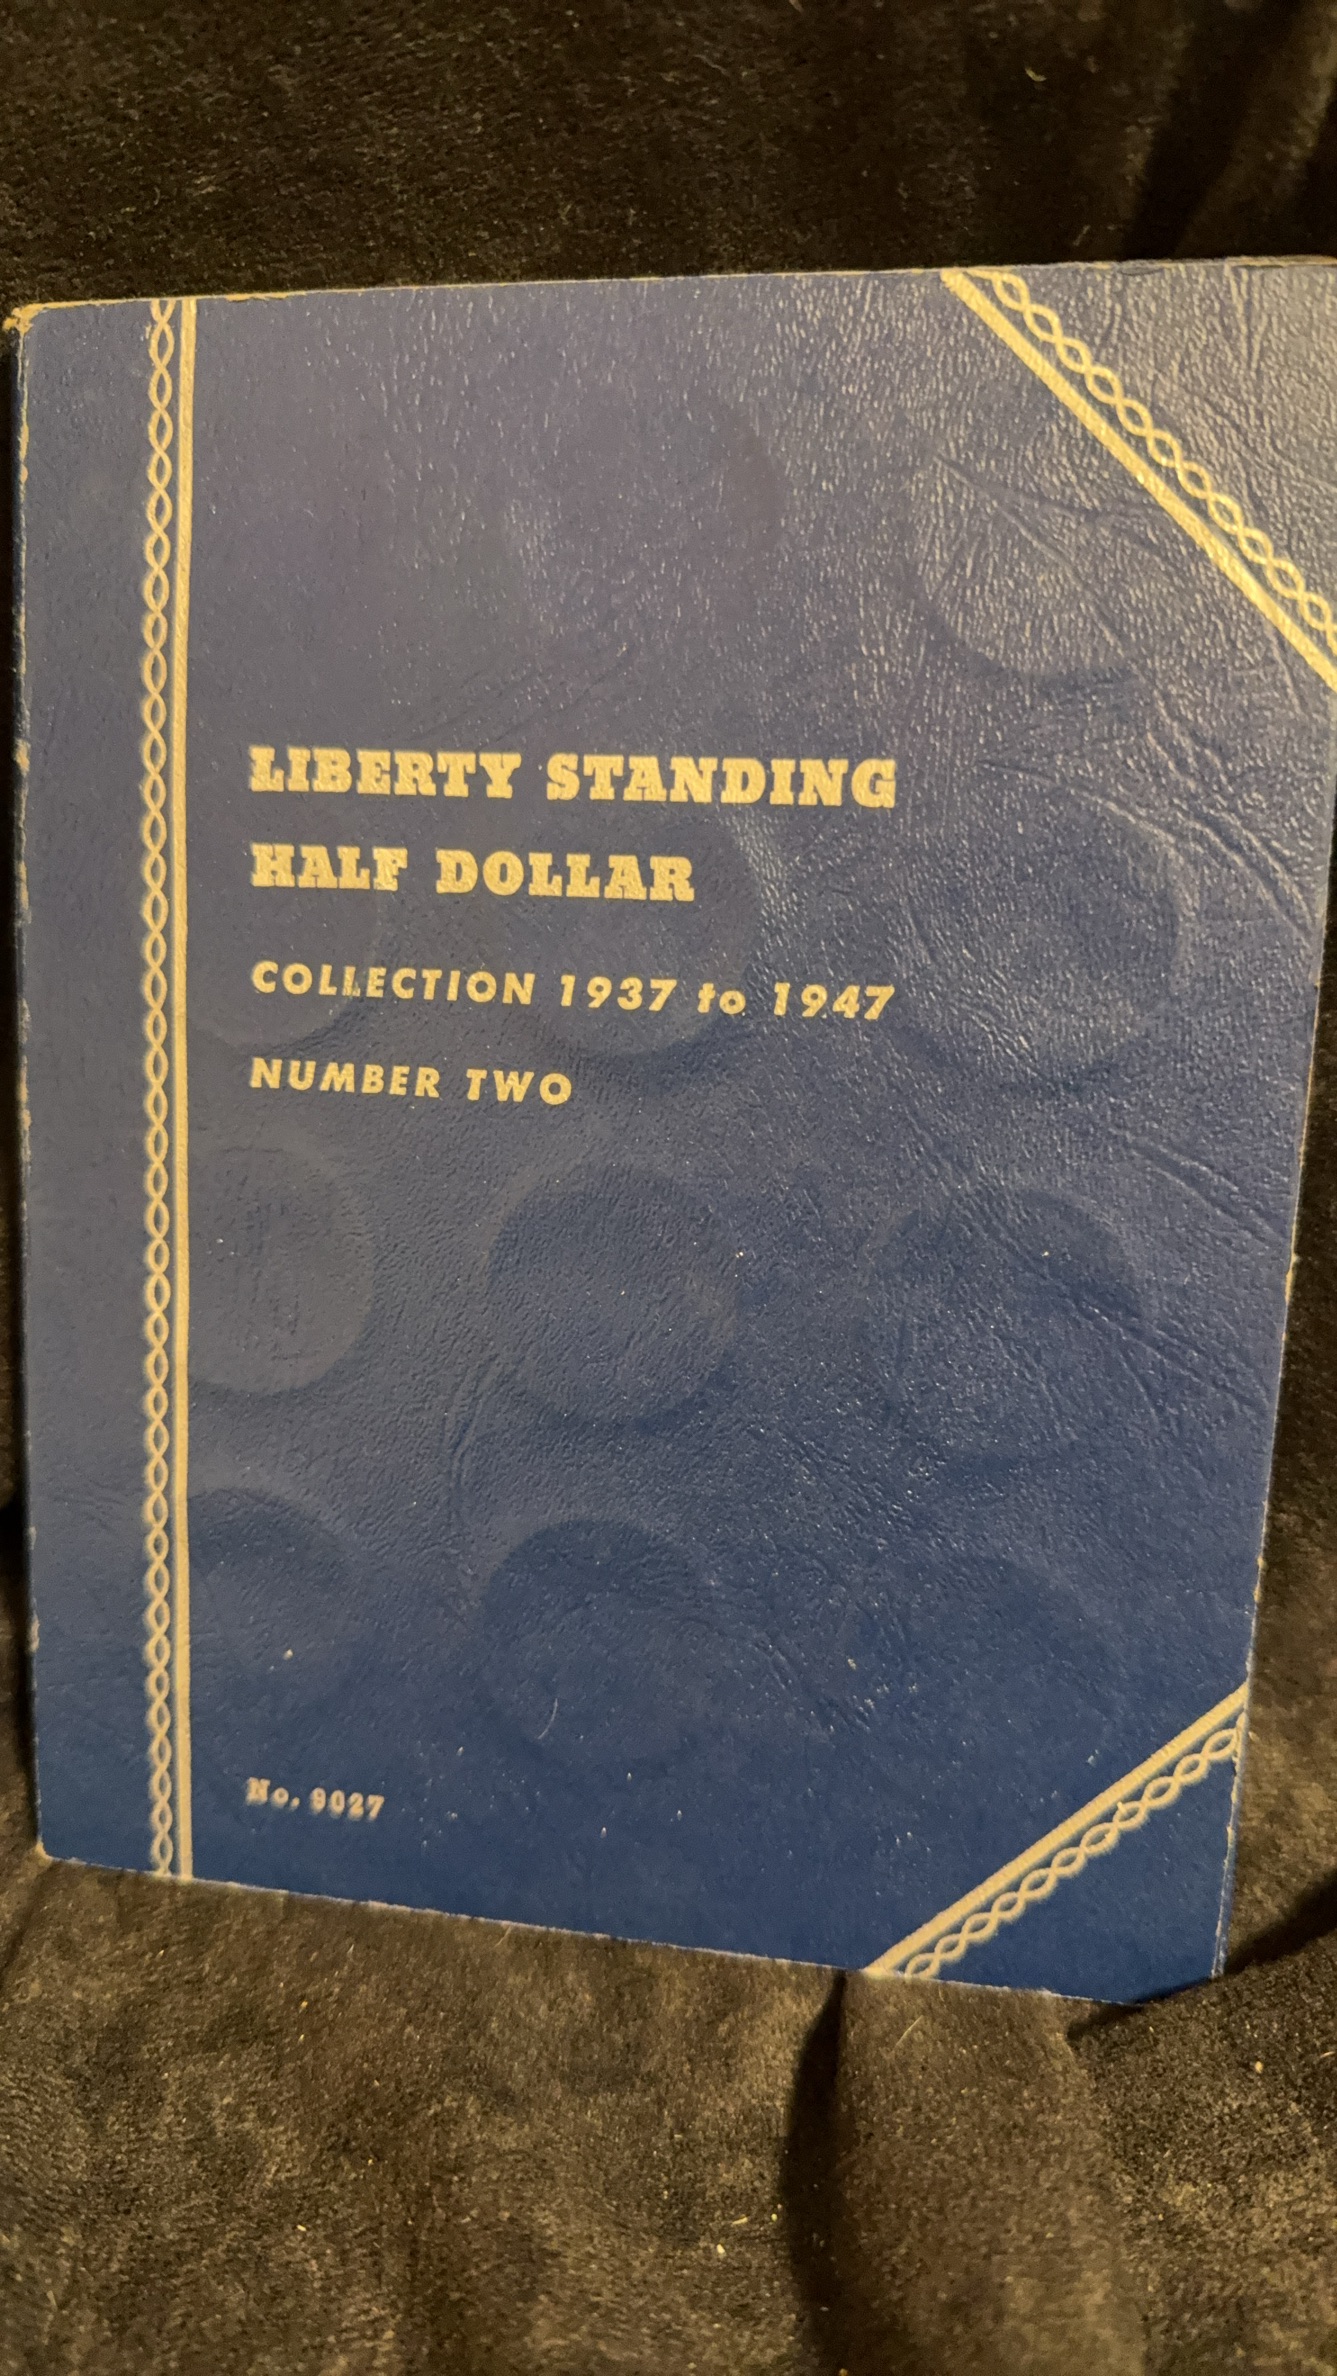 LIBERTY STANDING
HALF DOLLAR
COLLECTION 1937 to 1947
NUMBER TWO
No. 9027